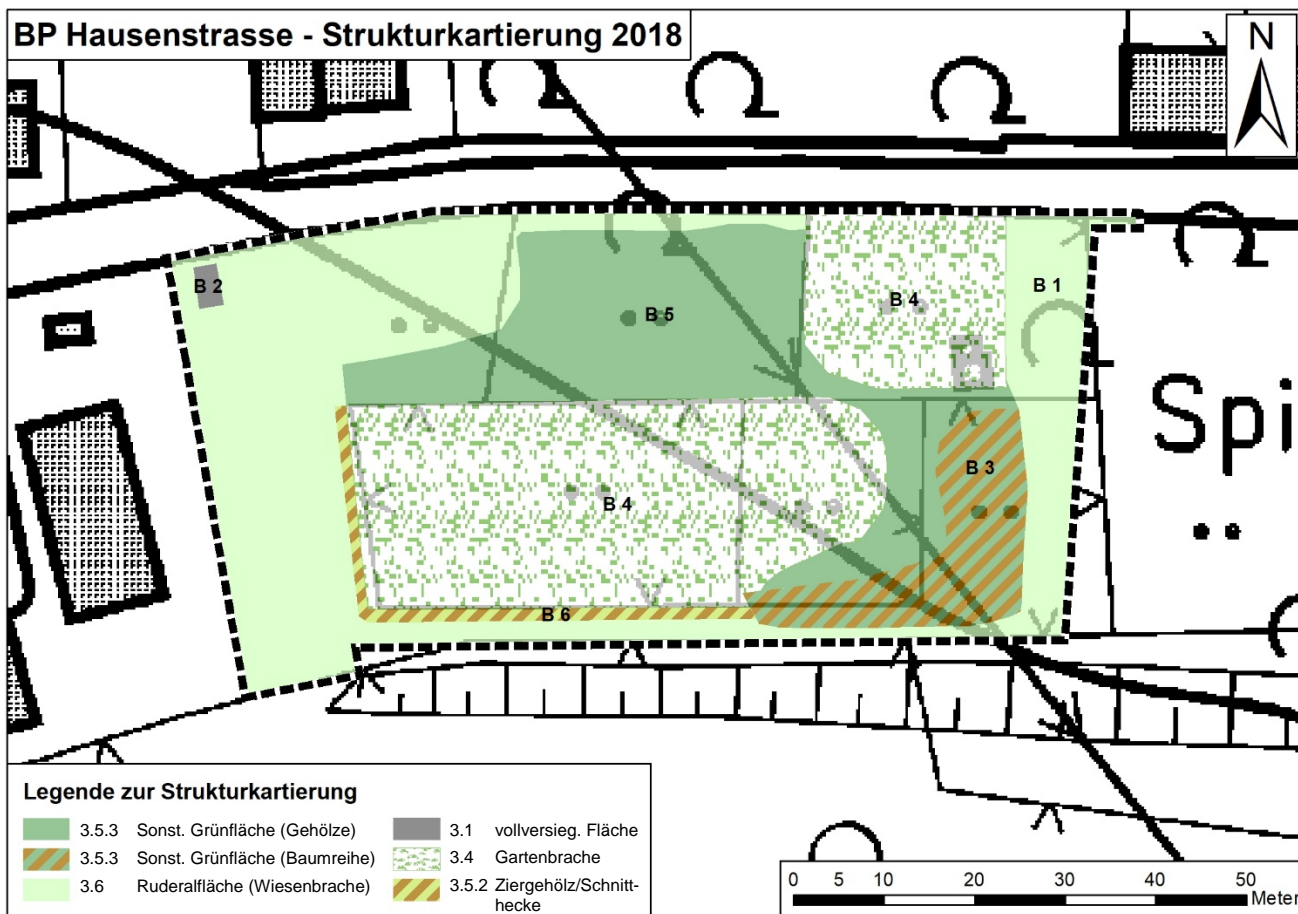 BP Hausenstrasse - Strukturkartierung 2018
N
B 2
B 5
B 4
B 1
Spi
B 3
B 4
B 6
Legende zur Strukturkartierung
3.5.3 Sonst. Grünfläche (Gehölze)
3.5.3 Sonst. Grünfläche (Baumreihe)
3.6 Ruderalfläche (Wiesenbrache)
3.1 vollversieg. Fläche
3.4 Gartenbrache
3.5.2 Ziergehölz/Schnitt-
hecke
0 5 10 20 30 40 50
Meter